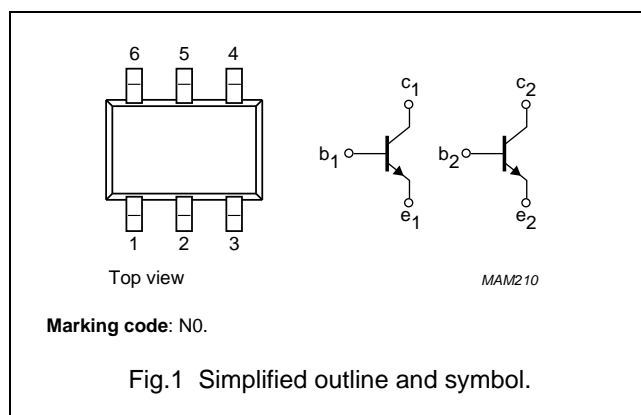 6 5 4
1 2 3
Top view
c1 c2
b1 b2
e1 e2
MAM210
Marking code: N0.
Fig.1 Simplified outline and symbol.